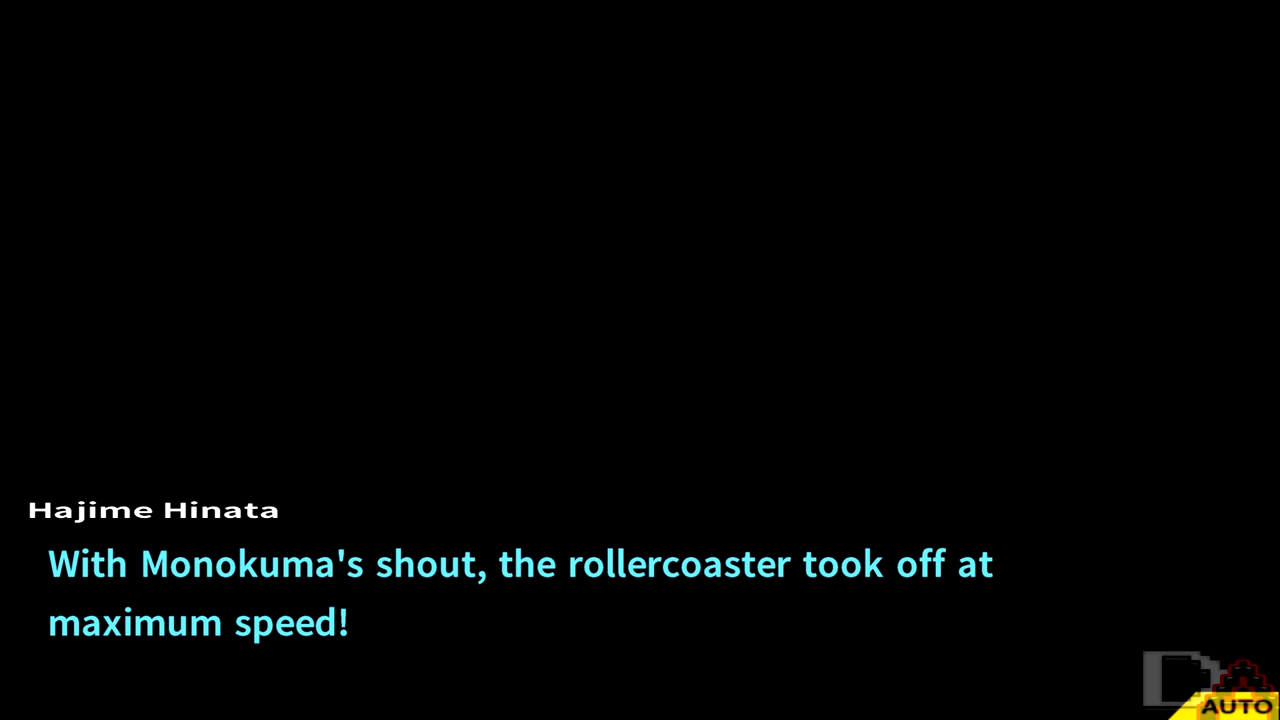 Hajime Hinata
With Monokuma's shout, the rollercoaster took off at
maximum speed!
AUTO